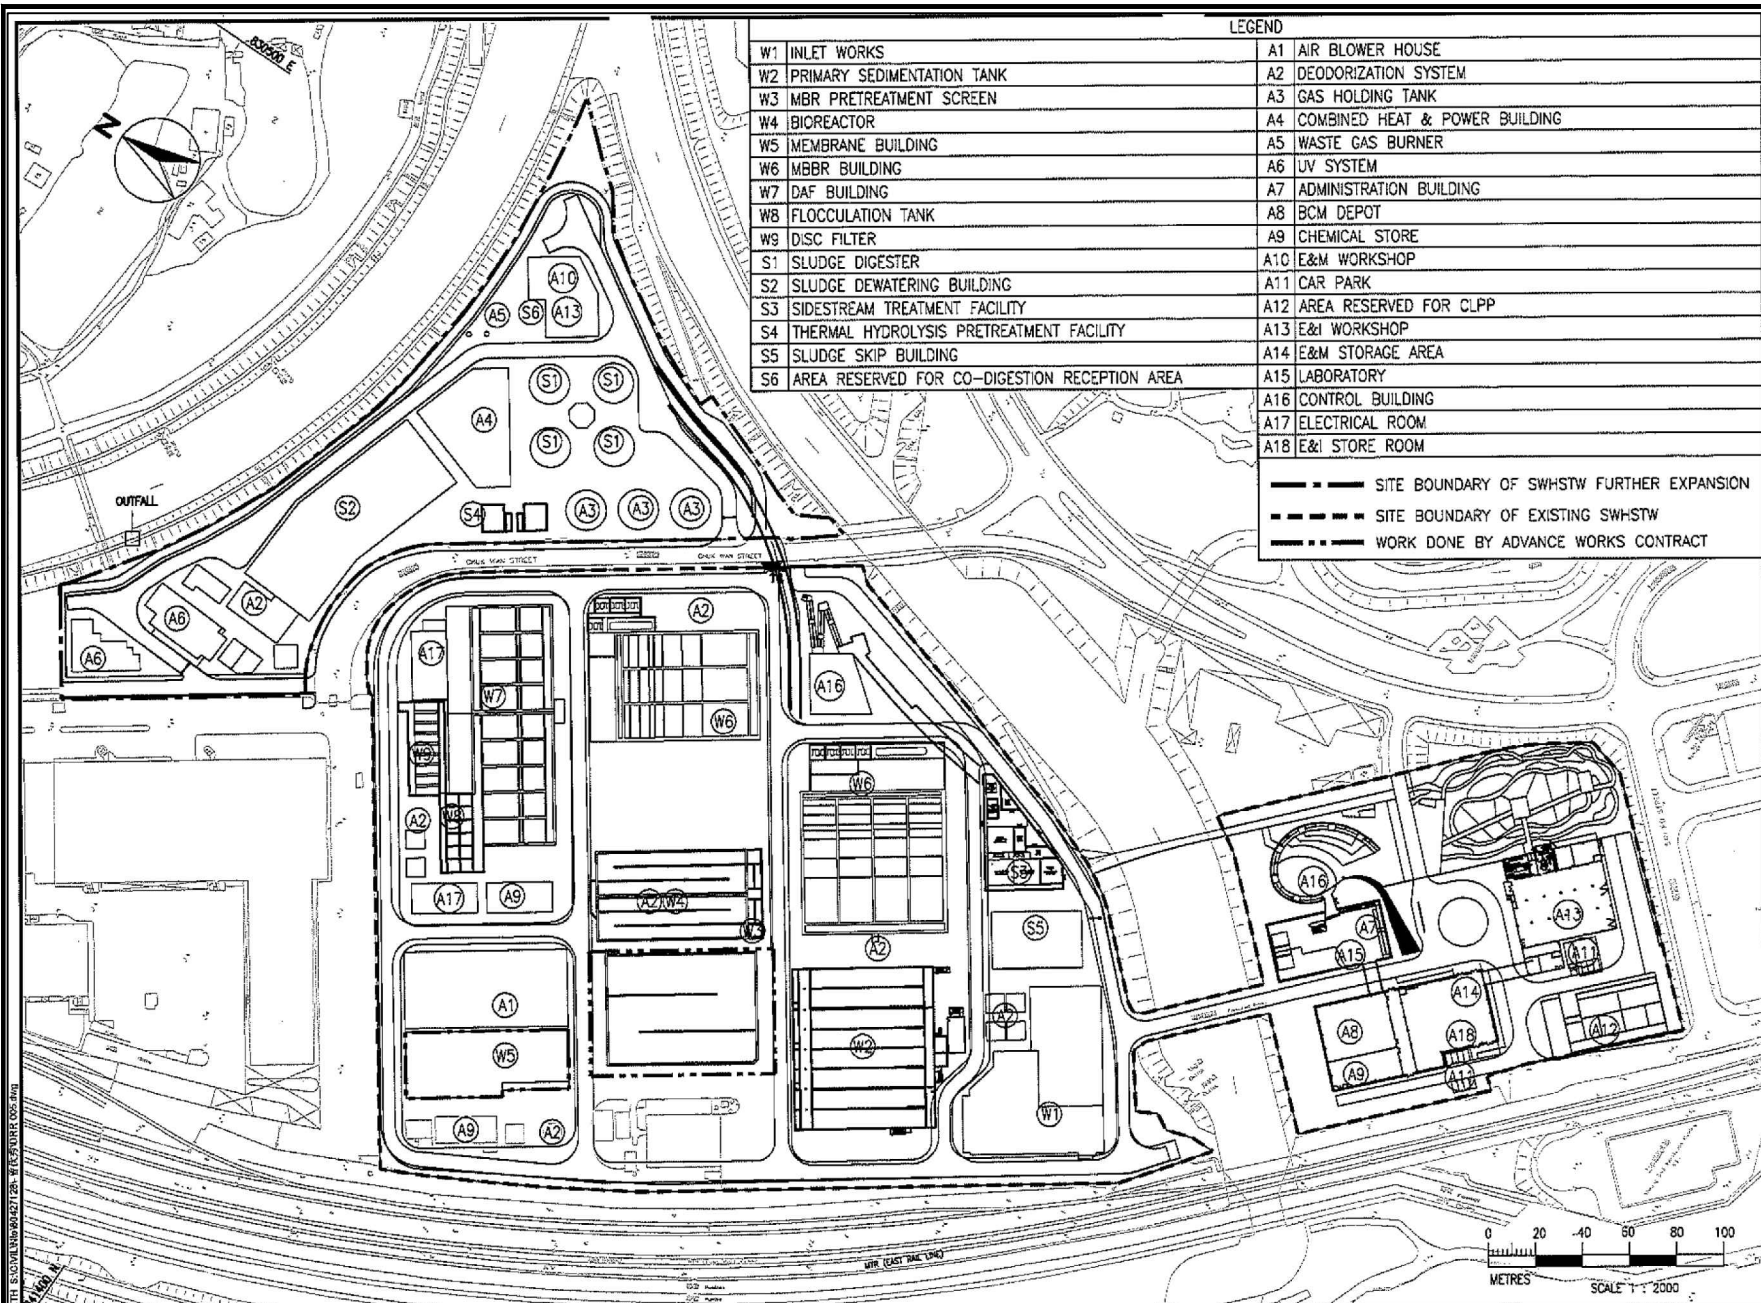 LEGEND
W1 INLET WORKS
W2 PRIMARY SEDIMENTATION TANK
W3 MBR PRETREATMENT SCREEN
W4 BIOREACTOR
W5 MEMBRANE BUILDING
W6 MBBR BUILDING
W7 DAF BUILDING
W8 FLOCCULATION TANK
W9 DISC FILTER
S1 SLUDGE DIGESTER
S2 SLUDGE DEWATERING BUILDING
S3 SIDESTREAM TREATMENT FACILITY
S4 THERMAL HYDROLYSIS PRETREATMENT FACILITY
S5 SLUDGE SKIP BUILDING
S6 AREA RESERVED FOR CO-DIGESTION RECEPTION AREA
A1 AIR BLOWER HOUSE
A2 DEODORIZATION SYSTEM
A3 GAS HOLDING TANK
A4 COMBINED HEAT & POWER BUILDING
A5 WASTE GAS BURNER
A6 UV SYSTEM
A7 ADMINISTRATION BUILDING
A8 BCM DEPOT
A9 CHEMICAL STORE
A10 E&M WORKSHOP
A11 CAR PARK
A12 AREA RESERVED FOR CLPP
A13 E&I WORKSHOP
A14 E&M STORAGE AREA
A15 LABORATORY
A16 CONTROL BUILDING
A17 ELECTRICAL ROOM
A18 E&I STORE ROOM
SITE BOUNDARY OF SWHSTW FURTHER EXPANSION
SITE BOUNDARY OF EXISTING SWHSTW
WORK DONE BY ADVANCE WORKS CONTRACT
830500 E
N
A10
A5 S6 A13
S1 S1
A4
S1 S1
OUTFALL
S2
S4 A3 A3 A3
CHUK WAN STREET
CHUK WAN STREET
A6 A2 A2
A6 A17
W7 A16
W6
W9 W6
A2 W8
S3
A17 A9 A2 W4 W3
A2 S5
A16
A7 A13
A15 A11
A14
A1 A2 A8 A18 A12
W5 W2
A9 A11
A9 A2 W1
MTR (EAST RAIL LINE)
0 20 40 60 80 100
METRES
SCALE 1 : 2000